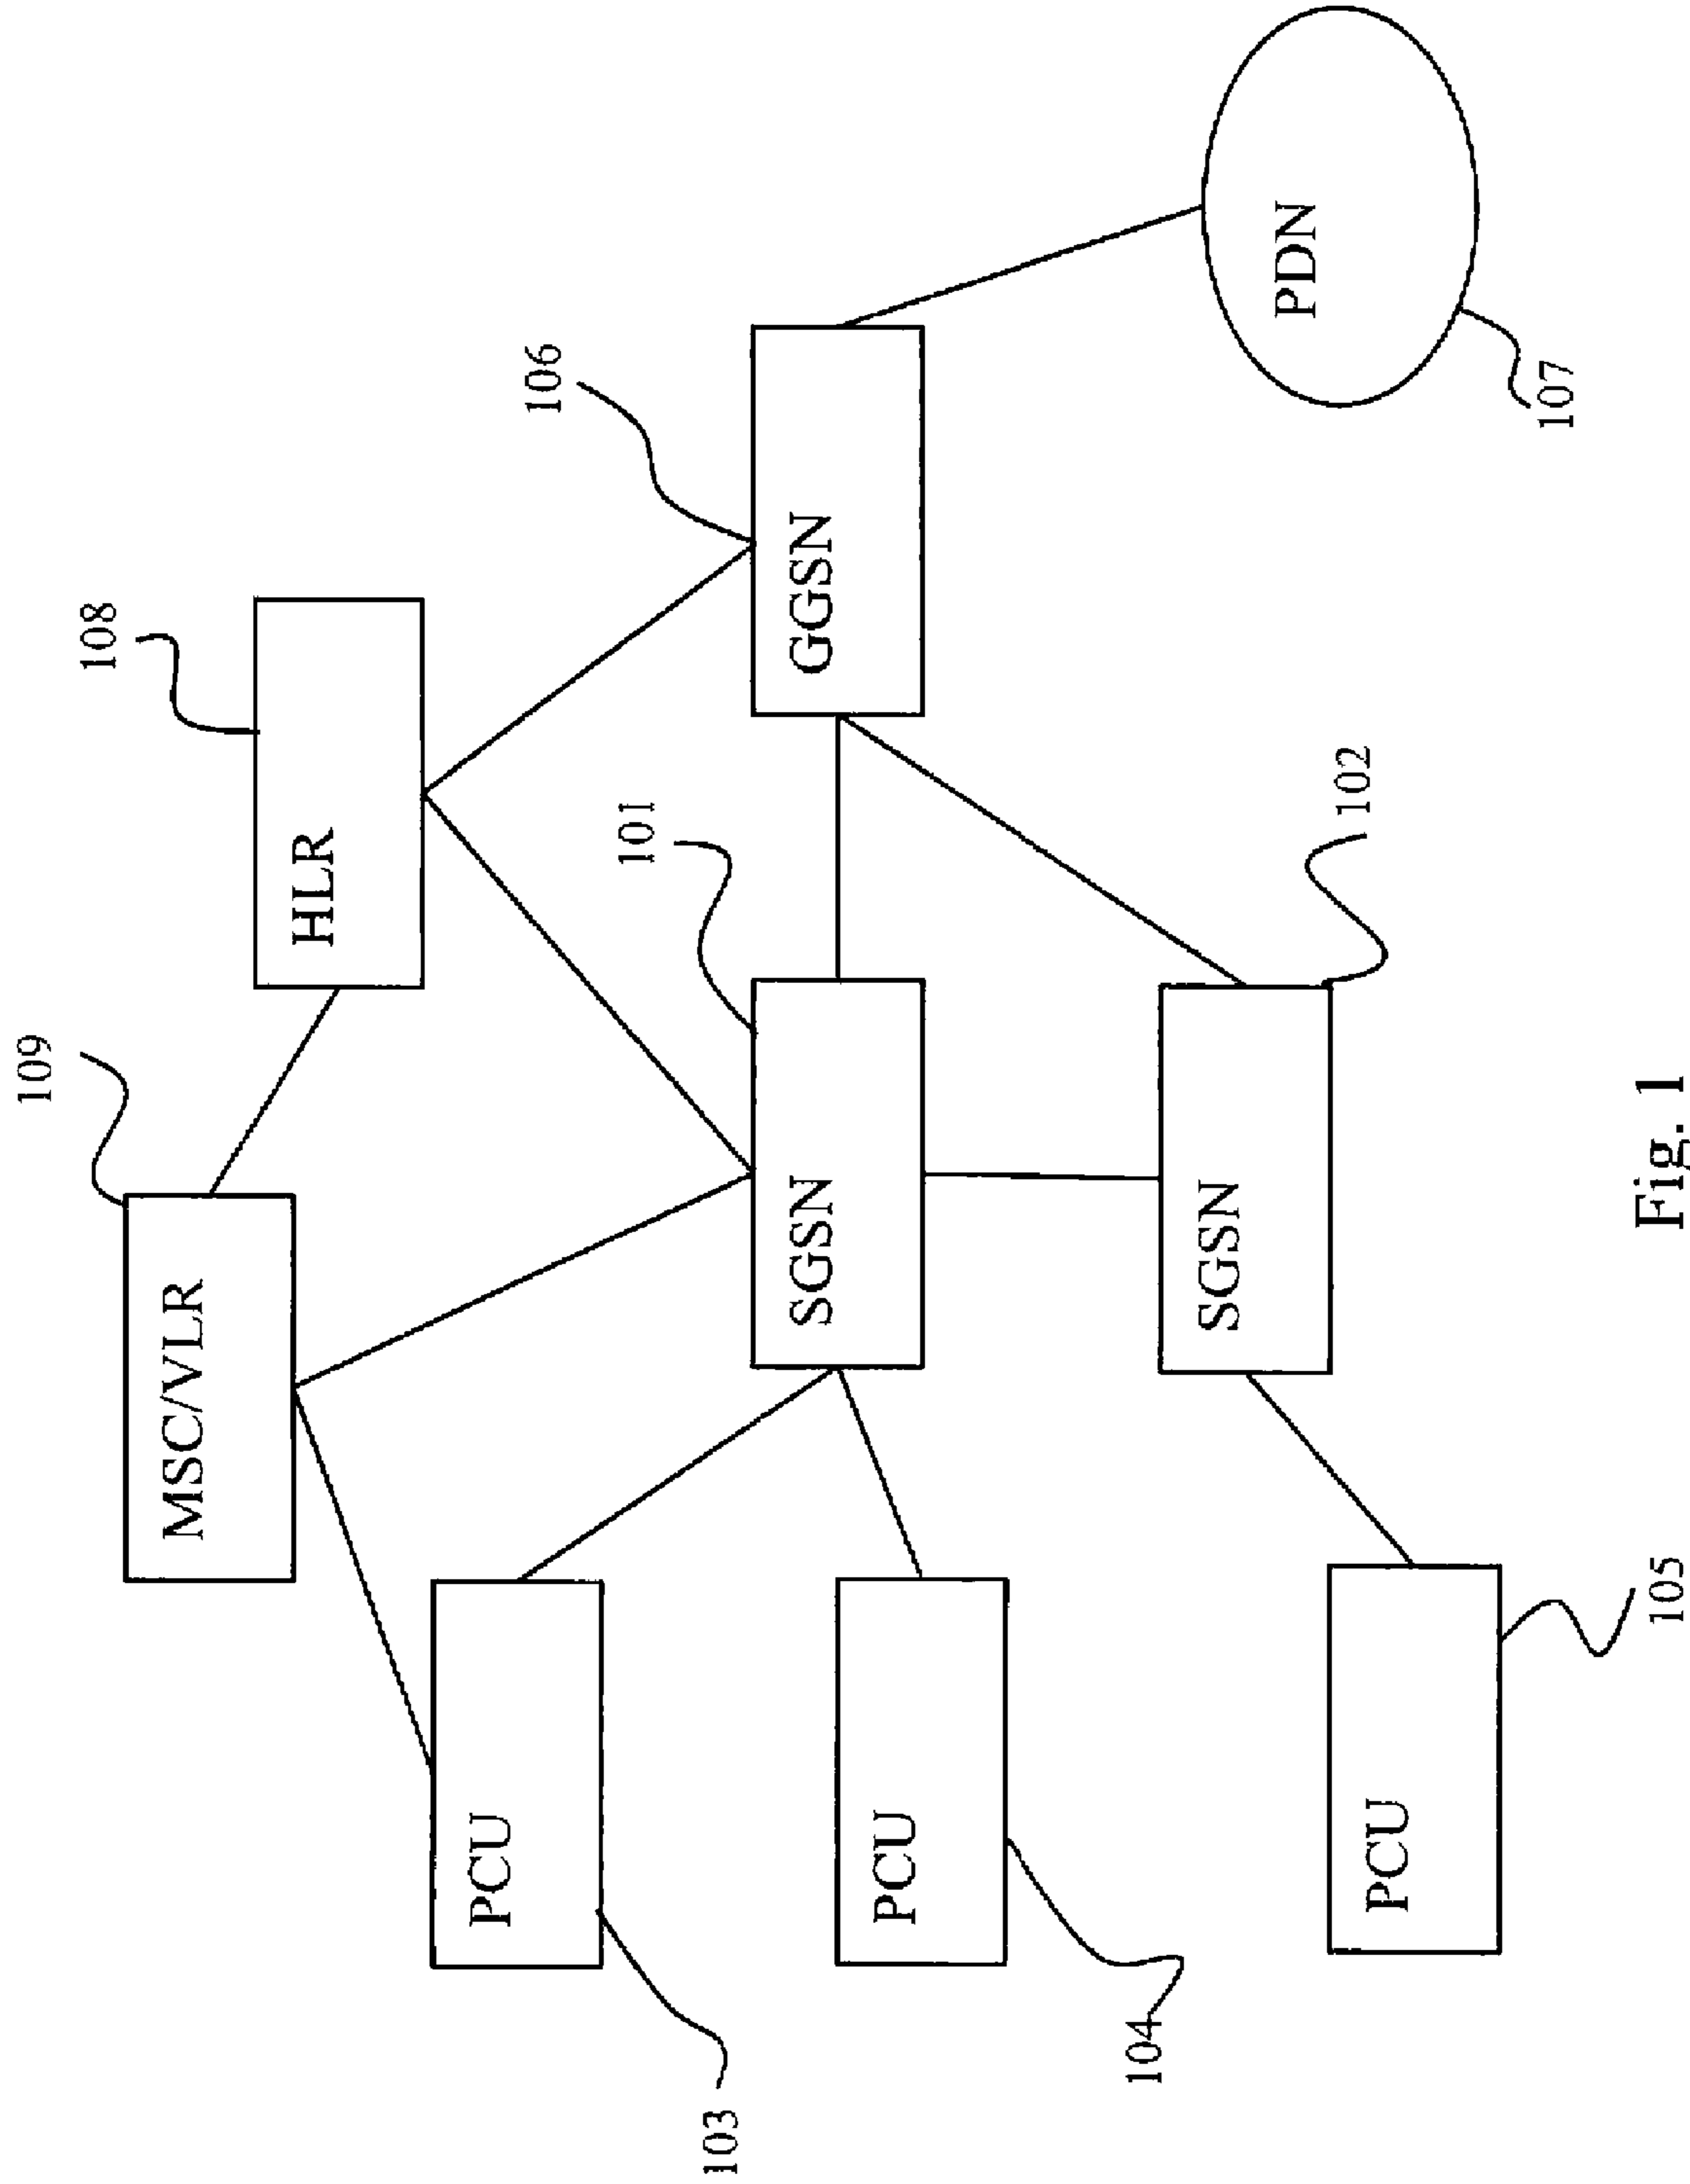 109
MSC/VLR
108
HLR
103
PCU
101
SGSN
106
GGSN
104
PCU
102
SGSN
PDN
107
105
PCU
Fig. 1